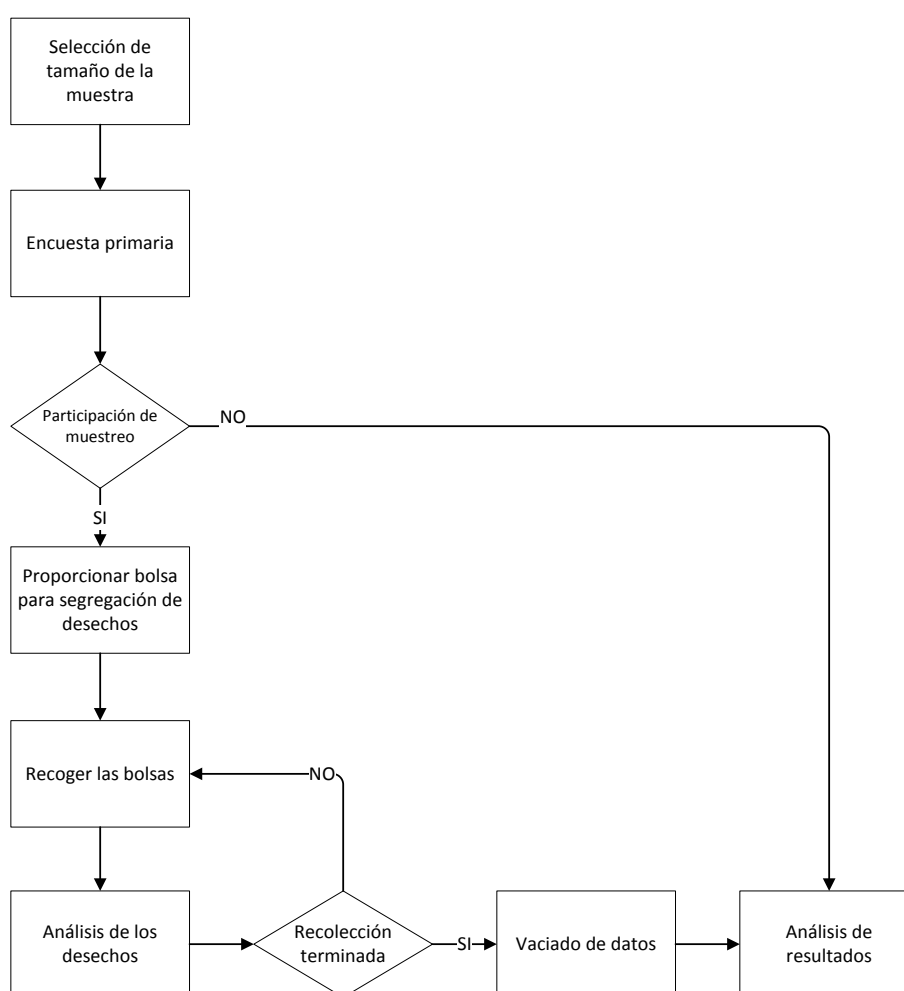 Selección de
tamaño de la
muestra
Encuesta primaria
Participación de
muestreo
NO
SI
Proporcionar bolsa
para segregación de
desechos
Recoger las bolsas
NO
Análisis de los
desechos
Recolección
terminada
SI
Vaciado de datos
Análisis de
resultados